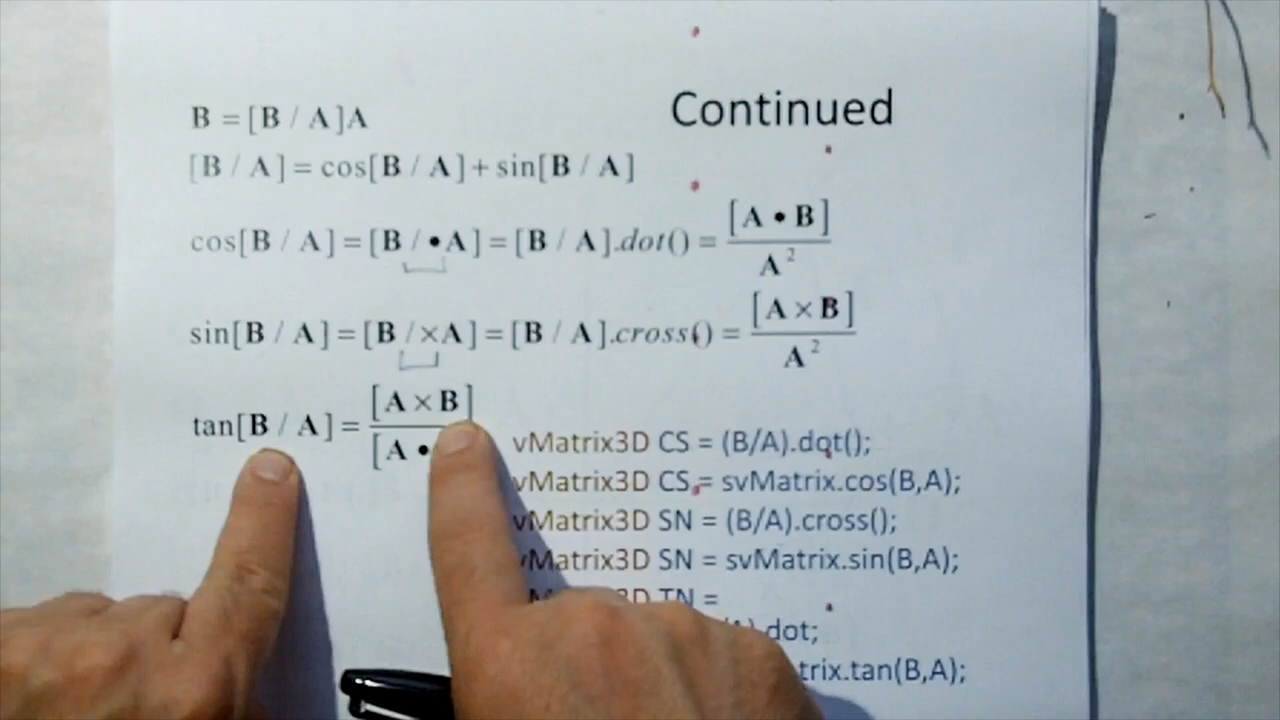 Continued
B = [B / A]A
[B / A] = cos[B / A] + sin[B / A]
cos[B / A] = [B / • A] = [B / A].dot() = [A • B] / A²
sin[B / A] = [B / × A] = [B / A].cross() = [A × B] / A²
tan[B / A] = [A × B] / [A •
vMatrix3D CS = (B/A).dot();
vMatrix3D CS = svMatrix.cos(B,A);
vMatrix3D SN = (B/A).cross();
vMatrix3D SN = svMatrix.sin(B,A);
TN =
.dot;
trix.tan(B,A);